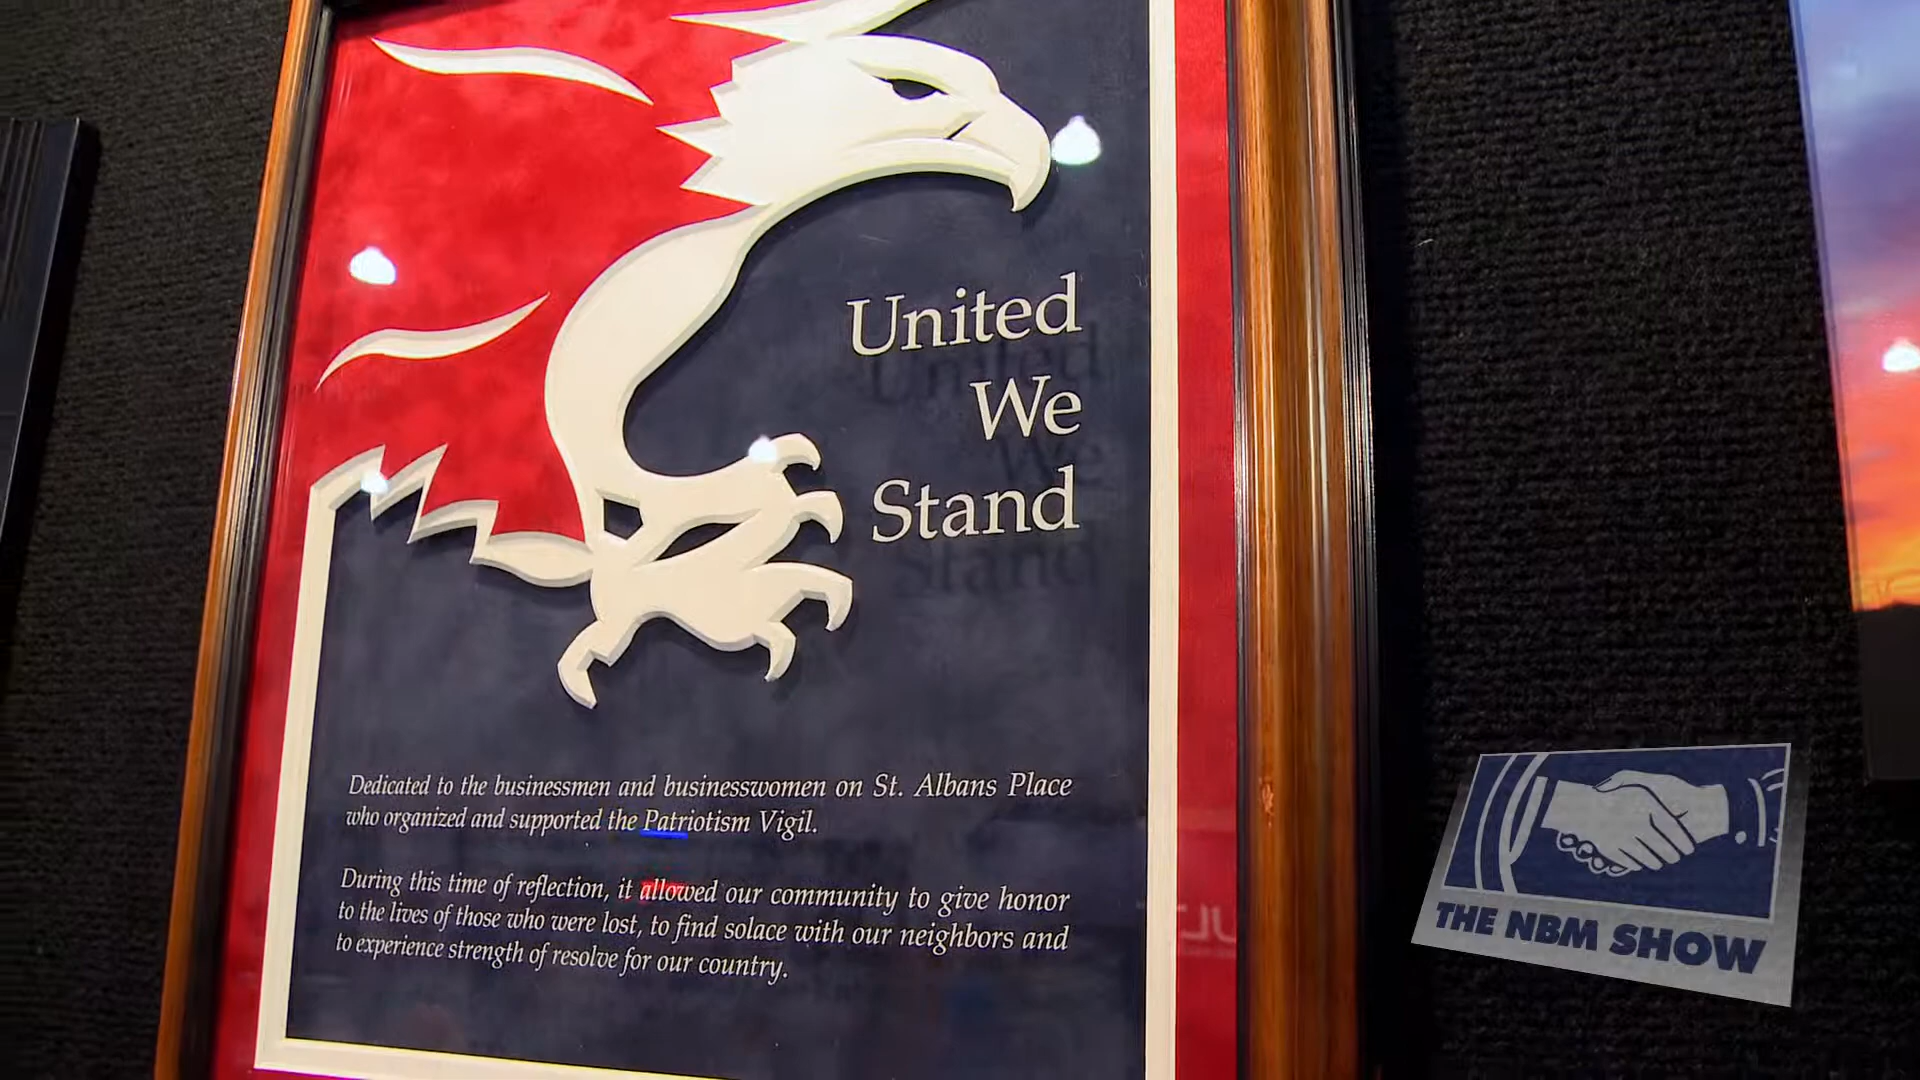 United
We
Stand
Dedicated to the businessmen and businesswomen on St. Albans Place
who organized and supported the Patriotism Vigil.
During this time of reflection, it allowed our community to give honor
to the lives of those who were lost, to find solace with our neighbors and
to experience strength of resolve for our country.
THE NBM SHOW